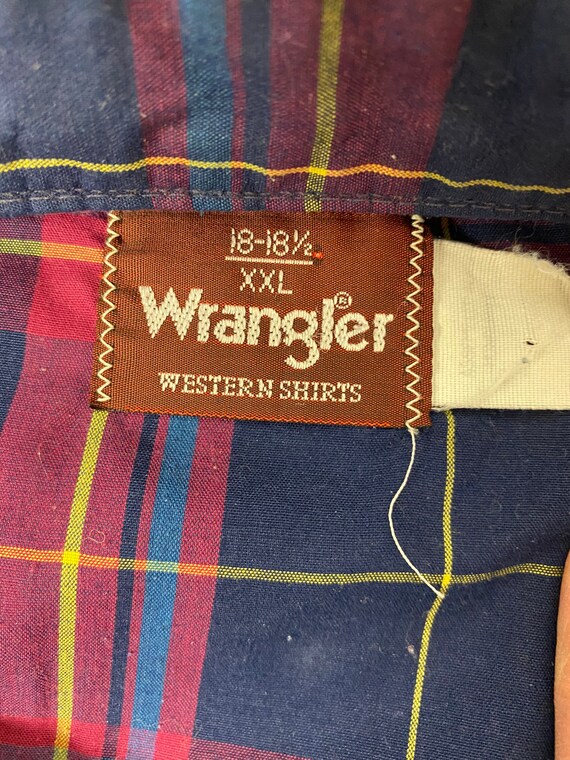 18-18½
XXL
Wrangler®
WESTERN SHIRTS